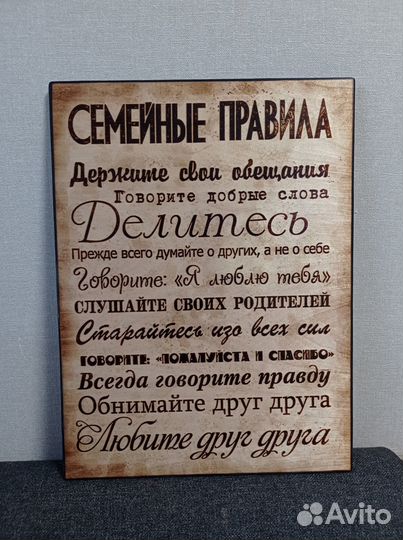 СЕМЕЙНЫЕ ПРАВИЛА
Держите свои обещания
Говорите добрые слова
Делитесь
Прежде всего думайте о других, а не о себе
Говорите: «Я люблю тебя»
СЛУШАЙТЕ СВОИХ РОДИТЕЛЕЙ
Старайтесь изо всех сил
ГОВОРИТЕ: «ПОЖАЛУЙСТА И СПАСИБО»
Всегда говорите правду
Обнимайте друг друга
Любите друг друга
Avito